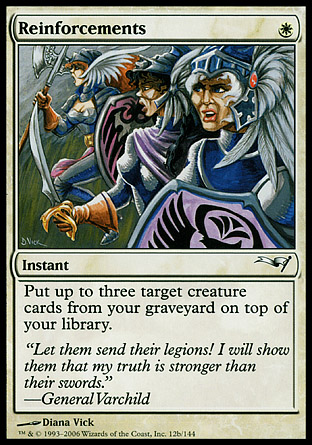 Reinforcements
D.VICK
Instant
Put up to three target creature
cards from your graveyard on top of
your library.
“Let them send their legions! I will show
them that my truth is stronger than
their swords.”
—General Varchild
Diana Vick
™ & © 1993–2006 Wizards of the Coast, Inc. 12b/144